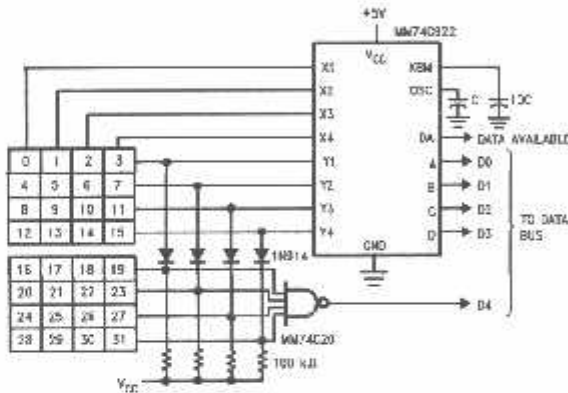 +5V
MM74C922
VCC
X1
KBM
X2
OSC
C
10C
X3
X4
DA
DATA AVAILABLE
0 1 2 3
Y1
A
D0
4 5 6 7
Y2
B
D1
8 9 10 11
Y3
C
D2
TO DATA
BUS
12 13 14 15
Y4
D
D3
GND
1N914
16 17 18 19
20 21 22 23
D4
24 25 26 27
28 29 30 31
MM74C20
100 kΩ
VCC